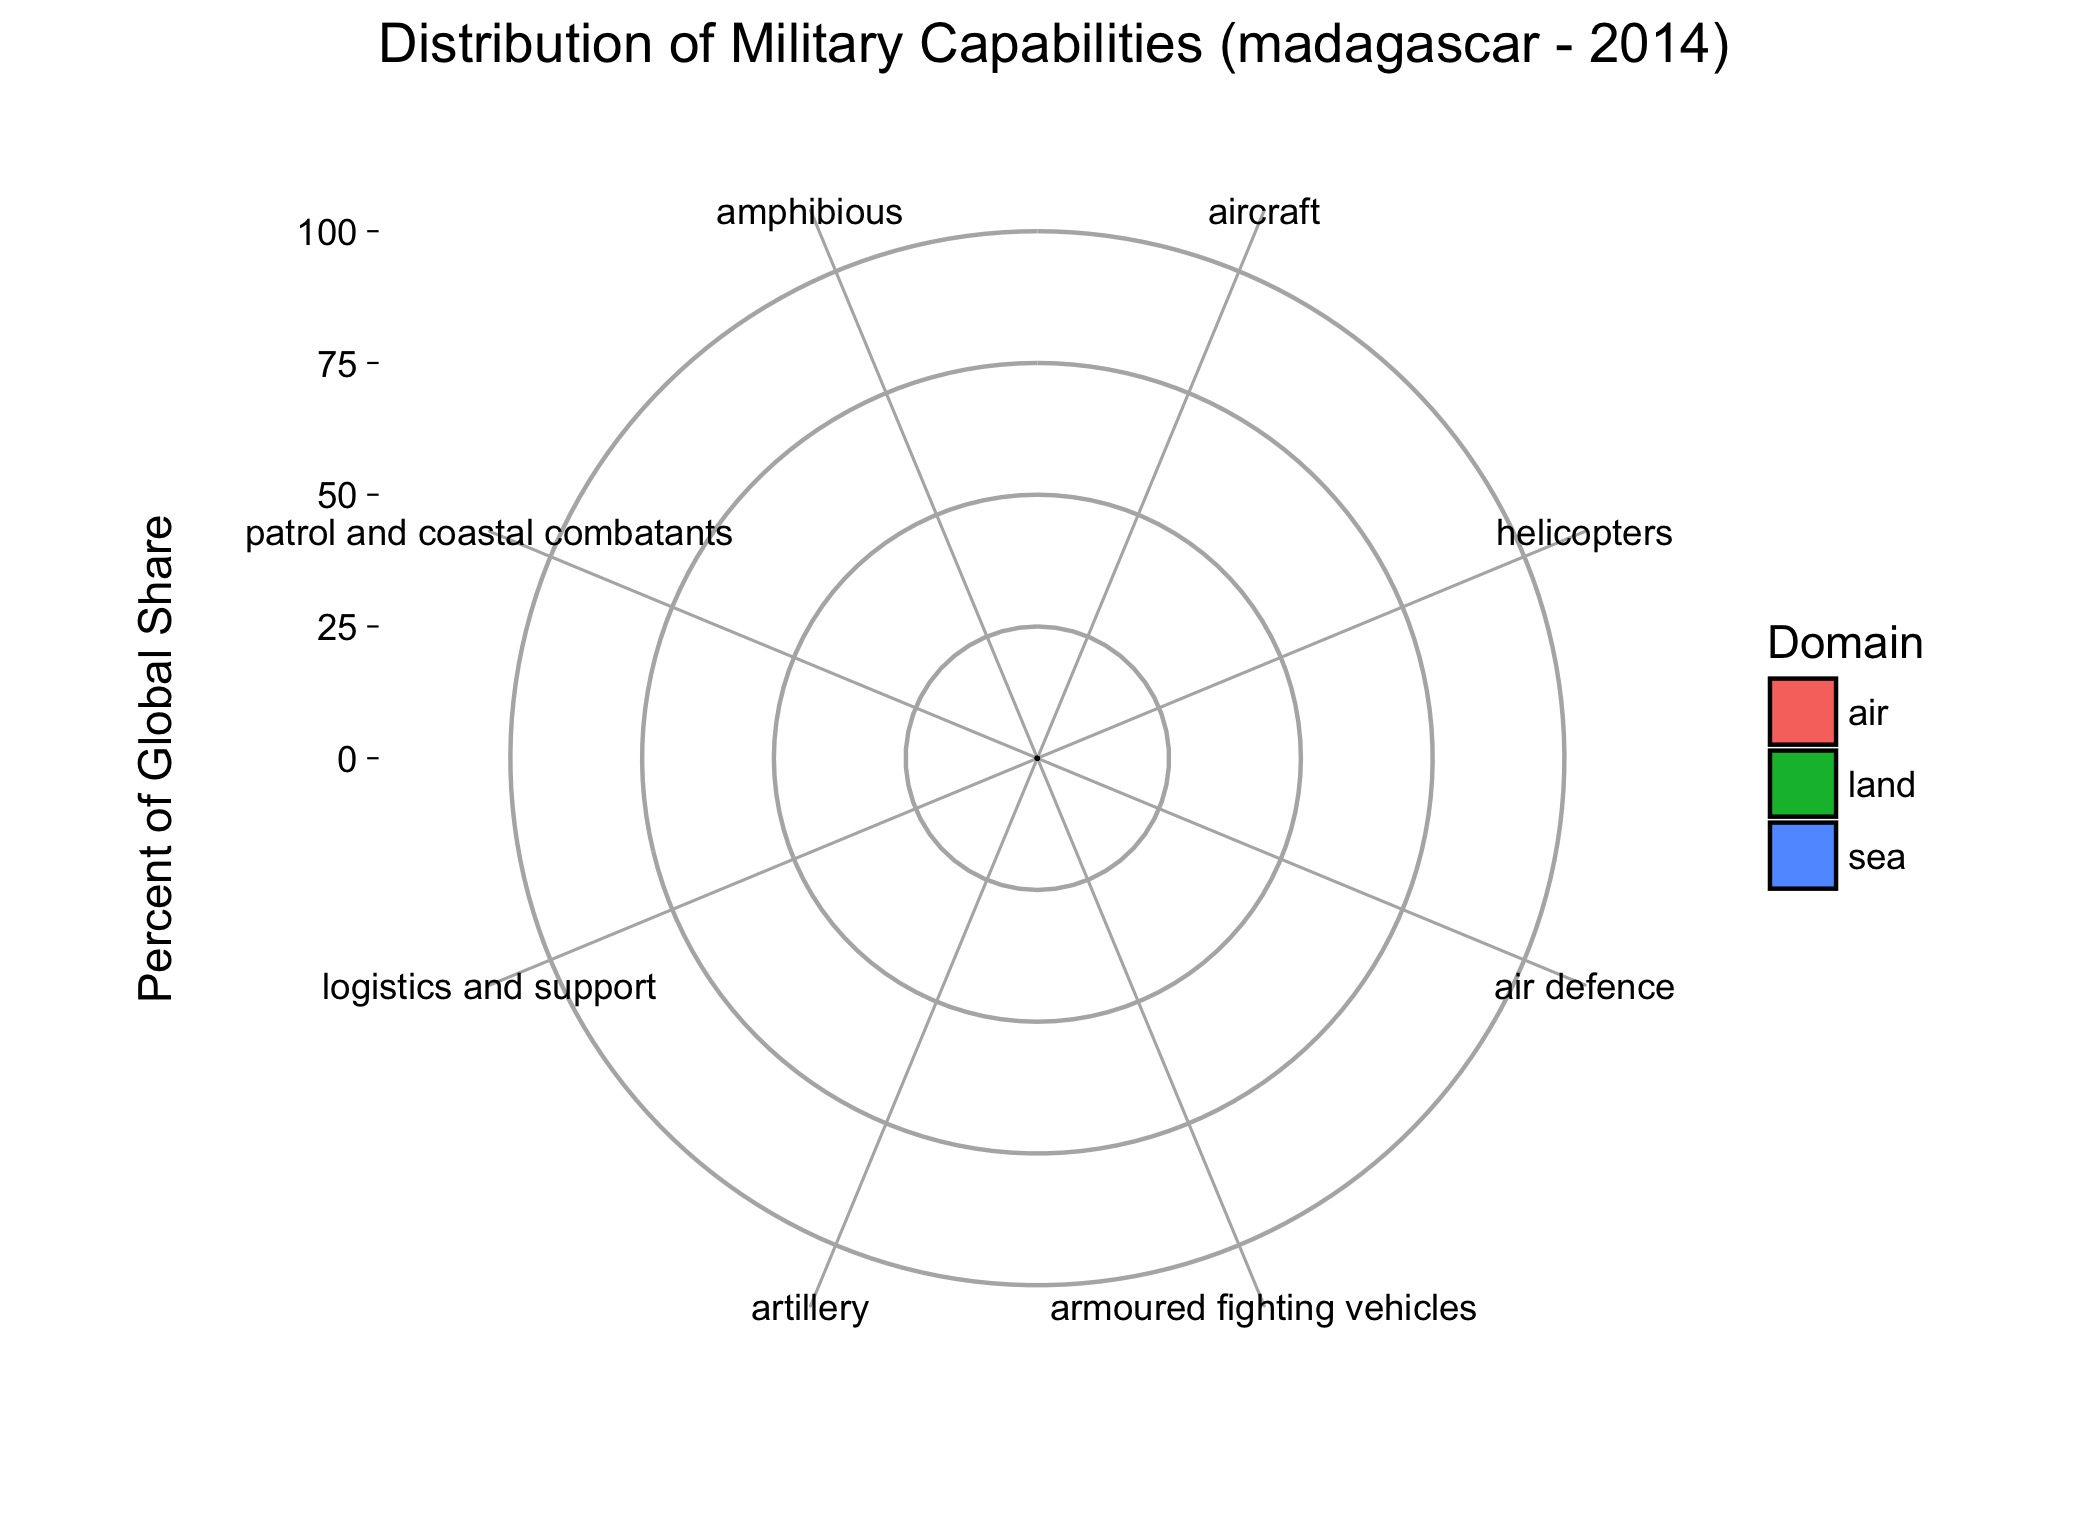 Distribution of Military Capabilities (madagascar - 2014)
amphibious
aircraft
100
75
50
patrol and coastal combatants
helicopters
25
0
Percent of Global Share
Domain
air
land
sea
logistics and support
air defence
artillery
armoured fighting vehicles